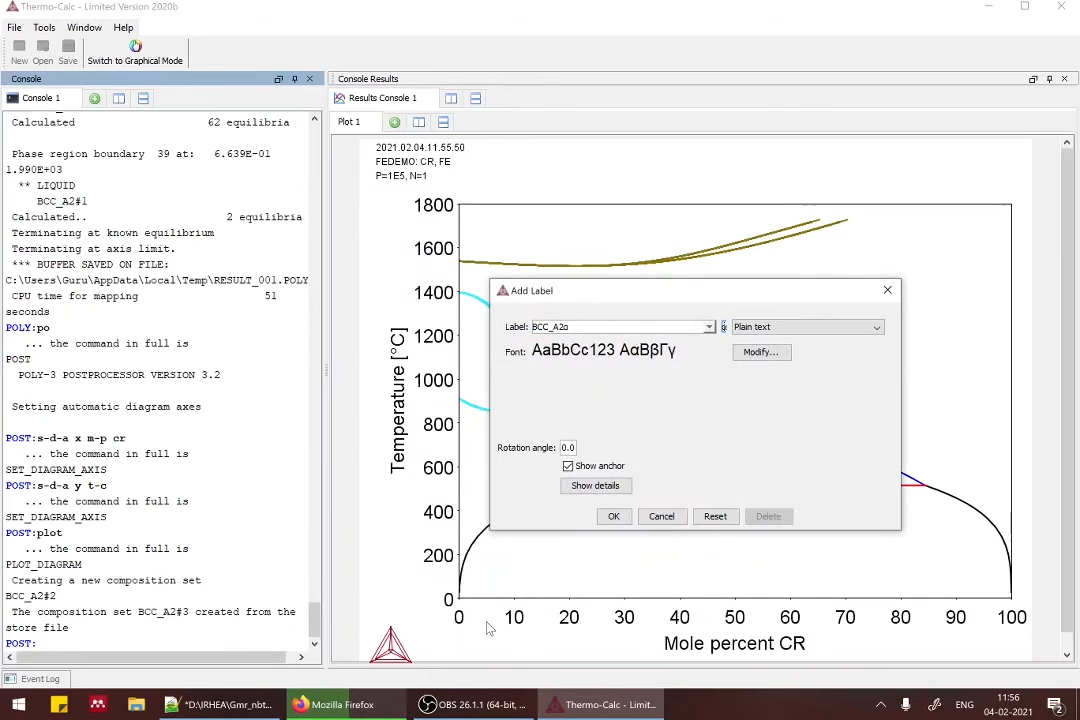 Thermo-Calc - Limited Version 2020b
File Tools Window Help
New Open Save Switch to Graphical Mode
Console
Console 1
Calculated 62 equilibria
Phase region boundary 39 at: 6.639E-01
1.990E+03
** LIQUID
BCC_A2#1
Calculated.. 2 equilibria
Terminating at known equilibrium
Terminating at axis limit.
*** BUFFER SAVED ON FILE:
C:\Users\Guru\AppData\Local\Temp\RESULT_001.POLY
CPU time for mapping 51
seconds
POLY:po
... the command in full is
POST
POLY-3 POSTPROCESSOR VERSION 3.2
Setting automatic diagram axes
POST:s-d-a x m-p cr
... the command in full is
SET_DIAGRAM_AXIS
POST:s-d-a y t-c
... the command in full is
SET_DIAGRAM_AXIS
POST:plot
... the command in full is
PLOT_DIAGRAM
Creating a new composition set
BCC_A2#2
The composition set BCC_A2#3 created from the
store file
POST:
Event Log
Console Results
Results Console 1
Plot 1
2021.02.04.11.55.50
FEDEMO: CR, FE
P=1E5, N=1
1800
1600
1400
1200
1000
800
600
400
200
0
Temperature [°C]
0 10 20 30 40 50 60 70 80 90 100
Mole percent CR
Add Label
Label: BCC_A2α α Plain text
Font: AaBbCc123 ΑαΒβΓγ Modify...
Rotation angle: 0.0
Show anchor
Show details
OK Cancel Reset Delete
*D:\IRHEA\Gmr_nbt... Mozilla Firefox OBS 26.1.1 (64-bit, ... Thermo-Calc - Limit...
ENG
11:56
04-02-2021
2